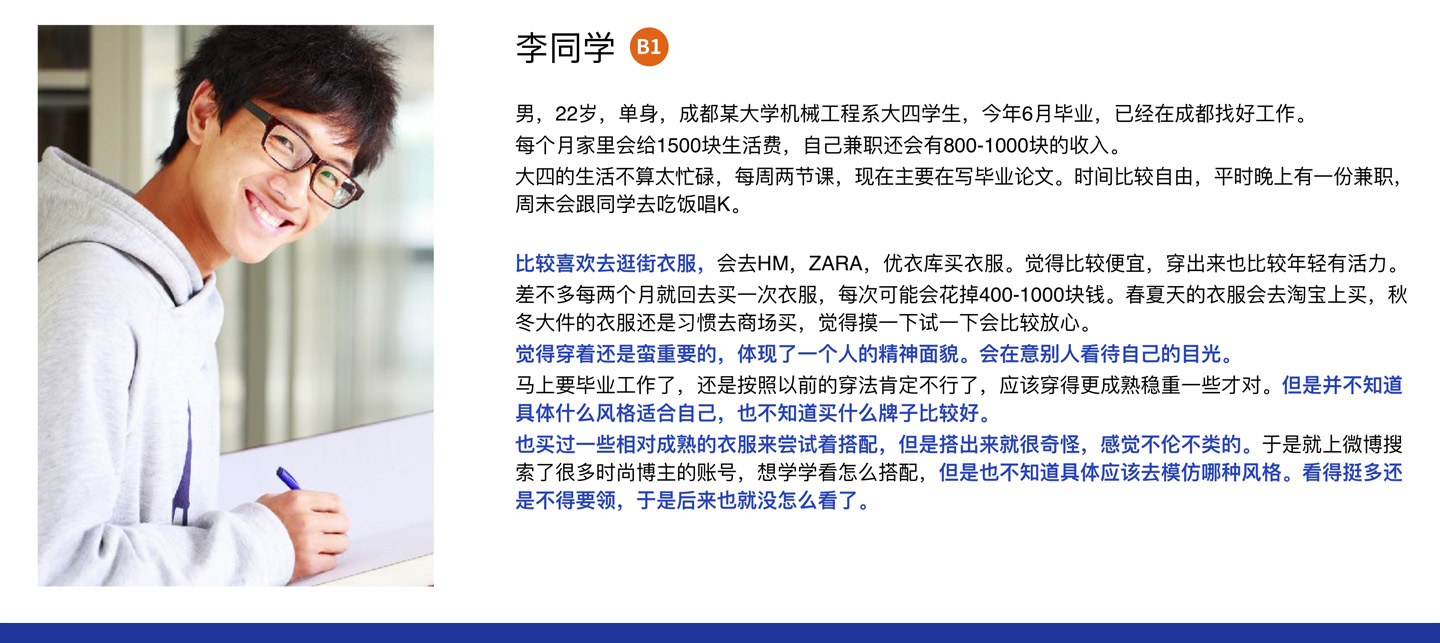 李同学 B1
男，22岁，单身，成都某大学机械工程系大四学生，今年6月毕业，已经在成都找好工作。
每个月家里会给1500块生活费，自己兼职还会有800-1000块的收入。
大四的生活不算太忙碌，每周两节课，现在主要在写毕业论文。时间比较自由，平时晚上有一份兼职，
周末会跟同学去吃饭唱K。
比较喜欢去逛街衣服，会去HM，ZARA，优衣库买衣服。觉得比较便宜，穿出来也比较年轻有活力。
差不多每两个月就回去买一次衣服，每次可能会花掉400-1000块钱。春夏天的衣服会去淘宝上买，秋
冬大件的衣服还是习惯去商场买，觉得摸一下试一下会比较放心。
觉得穿着还是蛮重要的，体现了一个人的精神面貌。会在意别人看待自己的目光。
马上要毕业工作了，还是按照以前的穿法肯定不行了，应该穿得更成熟稳重一些才对。但是并不知道
具体什么风格适合自己，也不知道买什么牌子比较好。
也买过一些相对成熟的衣服来尝试着搭配，但是搭出来就很奇怪，感觉不伦不类的。于是就上微博搜
索了很多时尚博主的账号，想学学看怎么搭配，但是也不知道具体应该去模仿哪种风格。看得挺多还
是不得要领，于是后来也就没怎么看了。